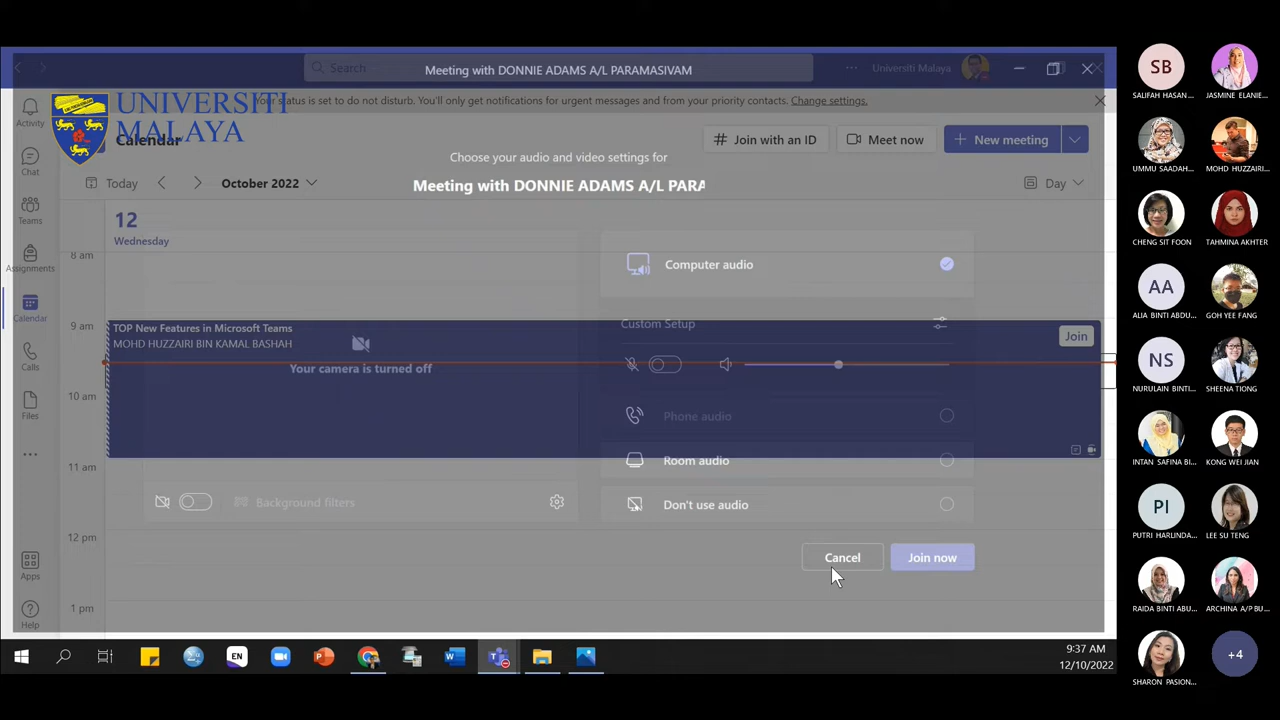 Search
Meeting with DONNIE ADAMS A/L PARAMASIVAM
Universiti Malaya
Your status is set to do not disturb. You'll only get notifications for urgent messages and from your priority contacts. Change settings.
UNIVERSITI
MALAYA
Calendar
# Join with an ID
Meet now
New meeting
Choose your audio and video settings for
Meeting with DONNIE ADAMS A/L PARA
Today
October 2022
Day
Activity
Chat
Teams
Assignments
Calendar
Calls
Files
Apps
Help
12
Wednesday
8 am
9 am
10 am
11 am
12 pm
1 pm
TOP New Features in Microsoft Teams
MOHD HUZZAIRI BIN KAMAL BASHAH
Join
Your camera is turned off
Background filters
Computer audio
Custom Setup
Phone audio
Room audio
Don't use audio
Cancel
Join now
EN
9:37 AM
12/10/2022
SB
SALIFAH HASAN...
JASMINE ELANIE...
UMMU SAADAH...
MOHD HUZZAIRI...
CHENG SIT FOON
TAHMINA AKHTER
AA
ALIA BINTI ABDU...
GOH YEE FANG
NS
NURULAIN BINTI...
SHEENA TIONG
INTAN SAFINA BI...
KONG WEI JIAN
PI
PUTRI HARLINDA...
LEE SU TENG
RAIDA BINTI ABU...
ARCHINA A/P BU...
SHARON PASION...
+4